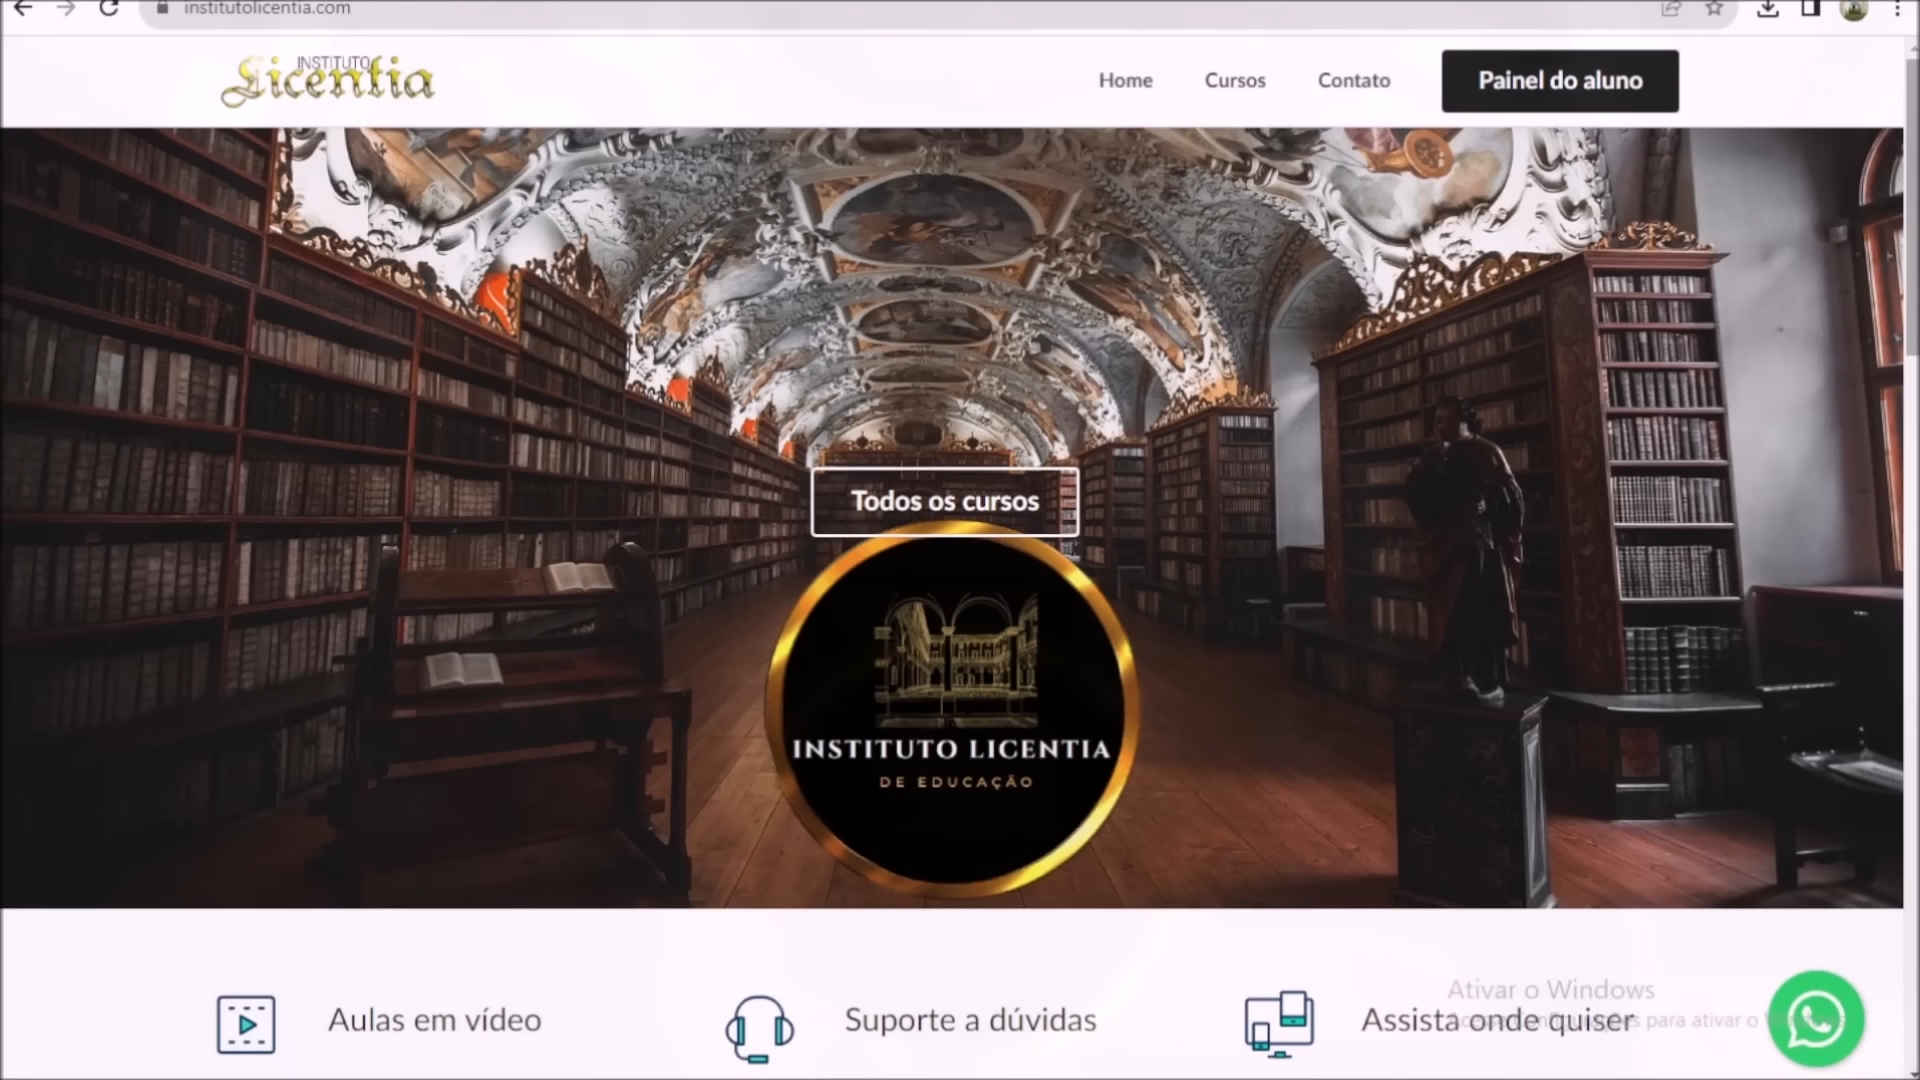 institutolicentia.com
INSTITUTO
Licentia
Home
Cursos
Contato
Painel do aluno
Todos os cursos
INSTITUTO LICENTIA
DE EDUCAÇÃO
Aulas em vídeo
Suporte a dúvidas
Assista onde quiser
Ativar o Windows
para ativar o